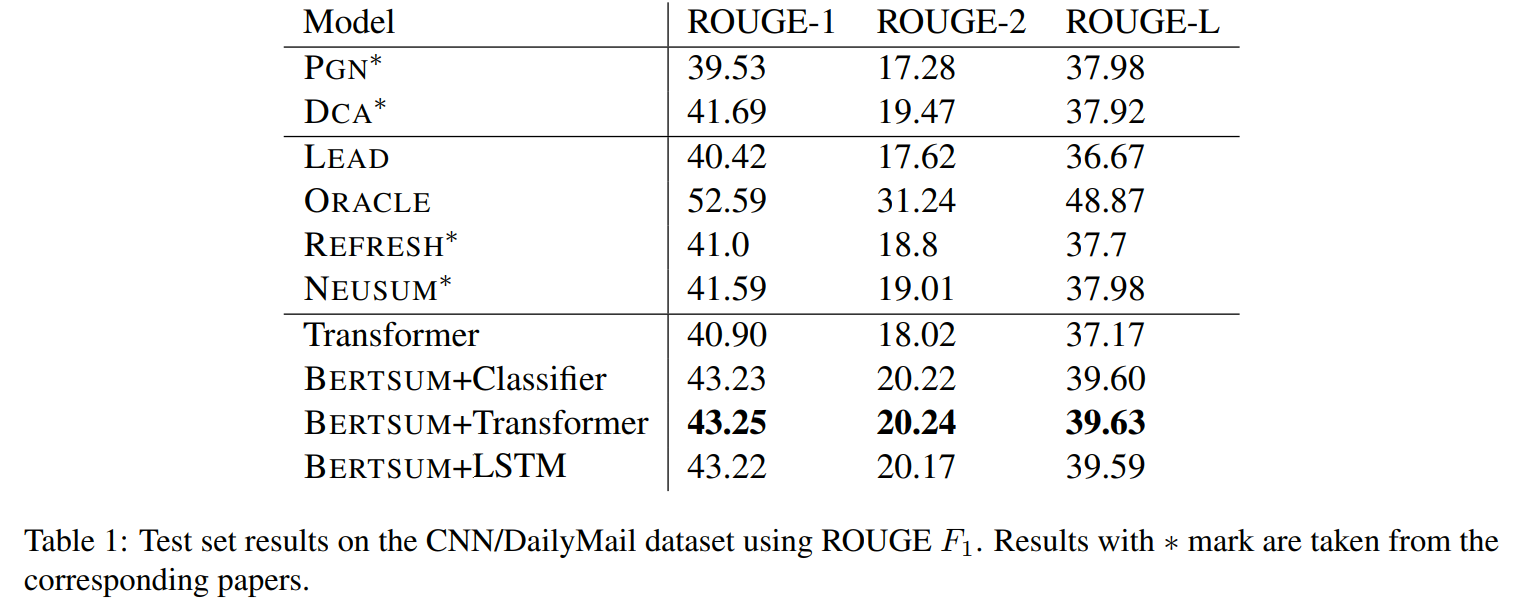 Model ROUGE-1 ROUGE-2 ROUGE-L
PGN* 39.53 17.28 37.98
DCA* 41.69 19.47 37.92
LEAD 40.42 17.62 36.67
ORACLE 52.59 31.24 48.87
REFRESH* 41.0 18.8 37.7
NEUSUM* 41.59 19.01 37.98
Transformer 40.90 18.02 37.17
BERTSUM+Classifier 43.23 20.22 39.60
BERTSUM+Transformer 43.25 20.24 39.63
BERTSUM+LSTM 43.22 20.17 39.59
Table 1: Test set results on the CNN/DailyMail dataset using ROUGE F₁. Results with ∗ mark are taken from the
corresponding papers.